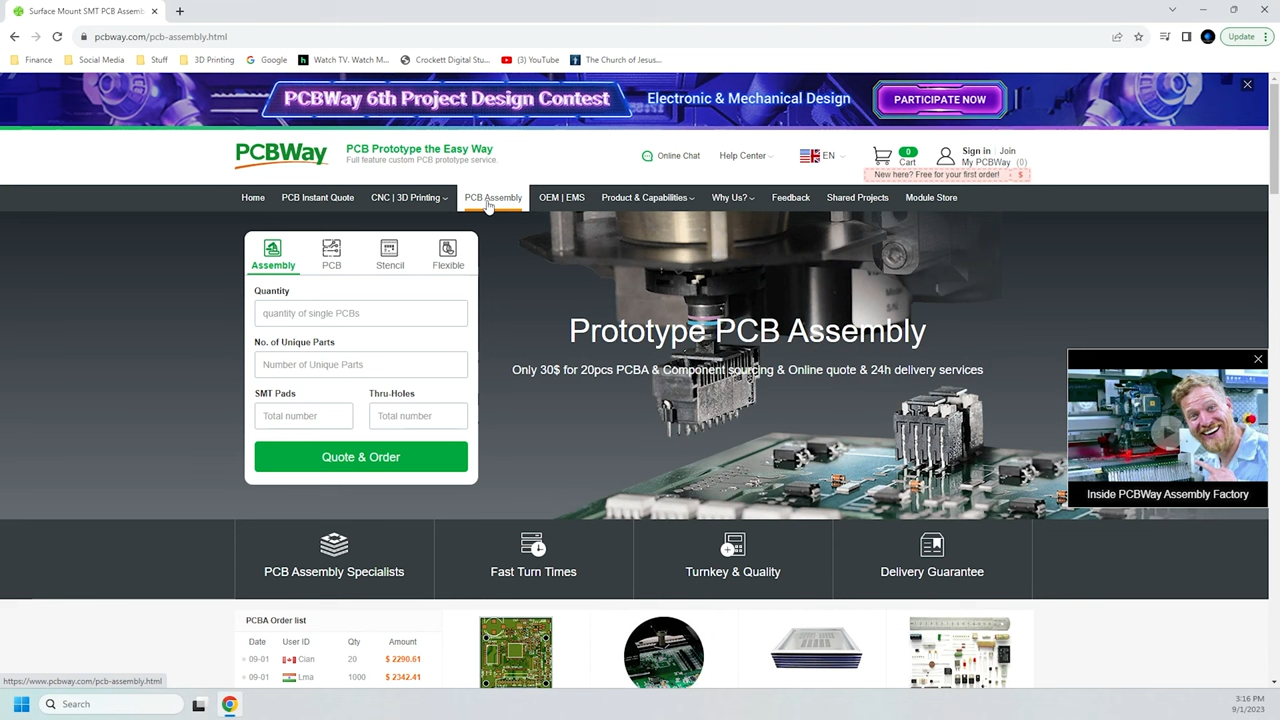 Surface Mount SMT PCB Assemb
pcbway.com/pcb-assembly.html
Update
Finance
Social Media
Stuff
3D Printing
Google
Watch TV. Watch M...
Crockett Digital Stu...
(3) YouTube
The Church of Jesus...
PCBWay 6th Project Design Contest
Electronic & Mechanical Design
PARTICIPATE NOW
PCBWay
PCB Prototype the Easy Way
Full feature custom PCB prototype service.
Online Chat
Help Center
EN
0
Cart
Sign in | Join
My PCBWay (0)
New here? Free for your first order! $
Home
PCB Instant Quote
CNC | 3D Printing
PCB Assembly
OEM | EMS
Product & Capabilities
Why Us?
Feedback
Shared Projects
Module Store
Assembly
PCB
Stencil
Flexible
Quantity
quantity of single PCBs
No. of Unique Parts
Number of Unique Parts
SMT Pads
Thru-Holes
Total number
Total number
Quote & Order
Prototype PCB Assembly
Only 30$ for 20pcs PCBA & Component sourcing & Online quote & 24h delivery services
Inside PCBWay Assembly Factory
PCB Assembly Specialists
Fast Turn Times
Turnkey & Quality
Delivery Guarantee
PCBA Order list
Date User ID Qty Amount
09-01 Cian 20 $ 2290.61
09-01 Lma 1000 $ 2342.41
https://www.pcbway.com/pcb-assembly.html
Search
3:16 PM
9/1/2023